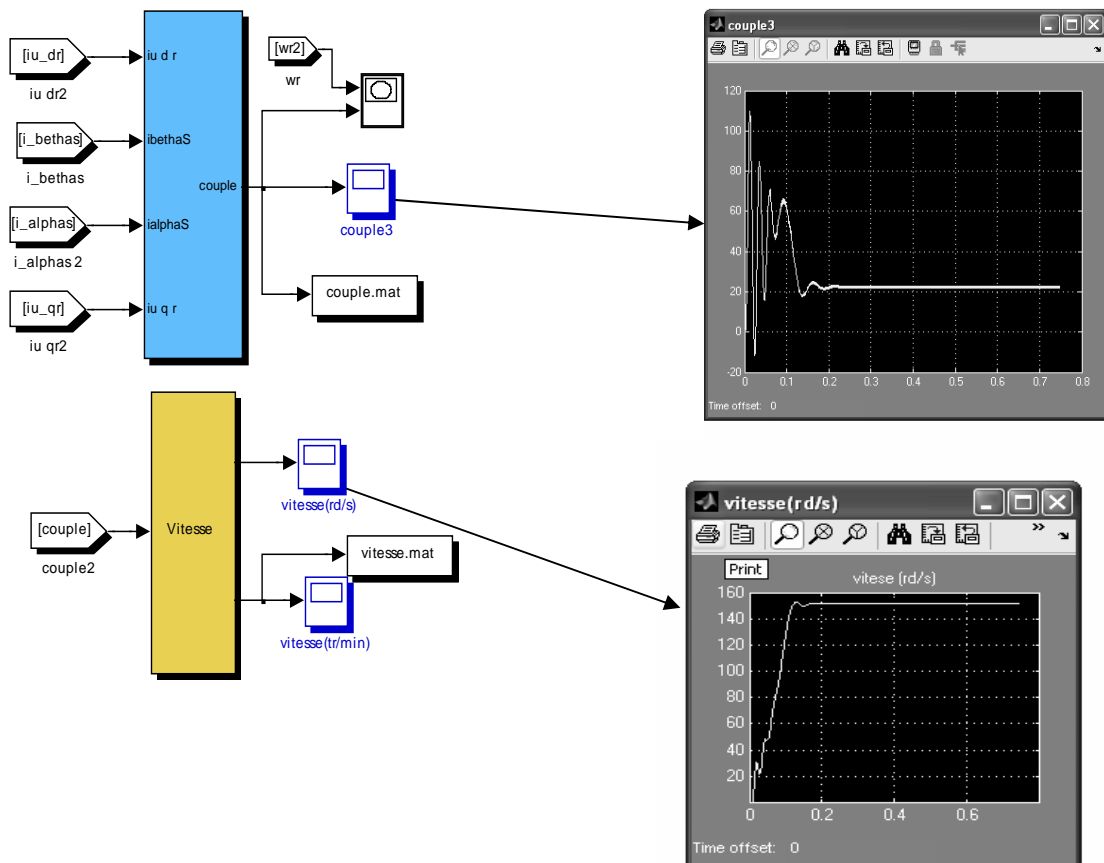 [iu_dr]
iu dr2
[i_bethas]
i_bethas
[i_alphas]
i_alphas 2
[iu_qr]
iu qr2
iu d r
ibethaS
ialphaS
iu q r
couple
[wr2]
wr
couple3
couple.mat
couple3
120
100
80
60
40
20
0
-20
0 0.1 0.2 0.3 0.4 0.5 0.6 0.7 0.8
Time offset: 0
[couple]
couple2
Vitesse
vitesse(rd/s)
vitesse.mat
vitesse(tr/min)
vitesse(rd/s)
Print
vitese (rd/s)
160
140
120
100
80
60
40
20
0 0.2 0.4 0.6
Time offset: 0